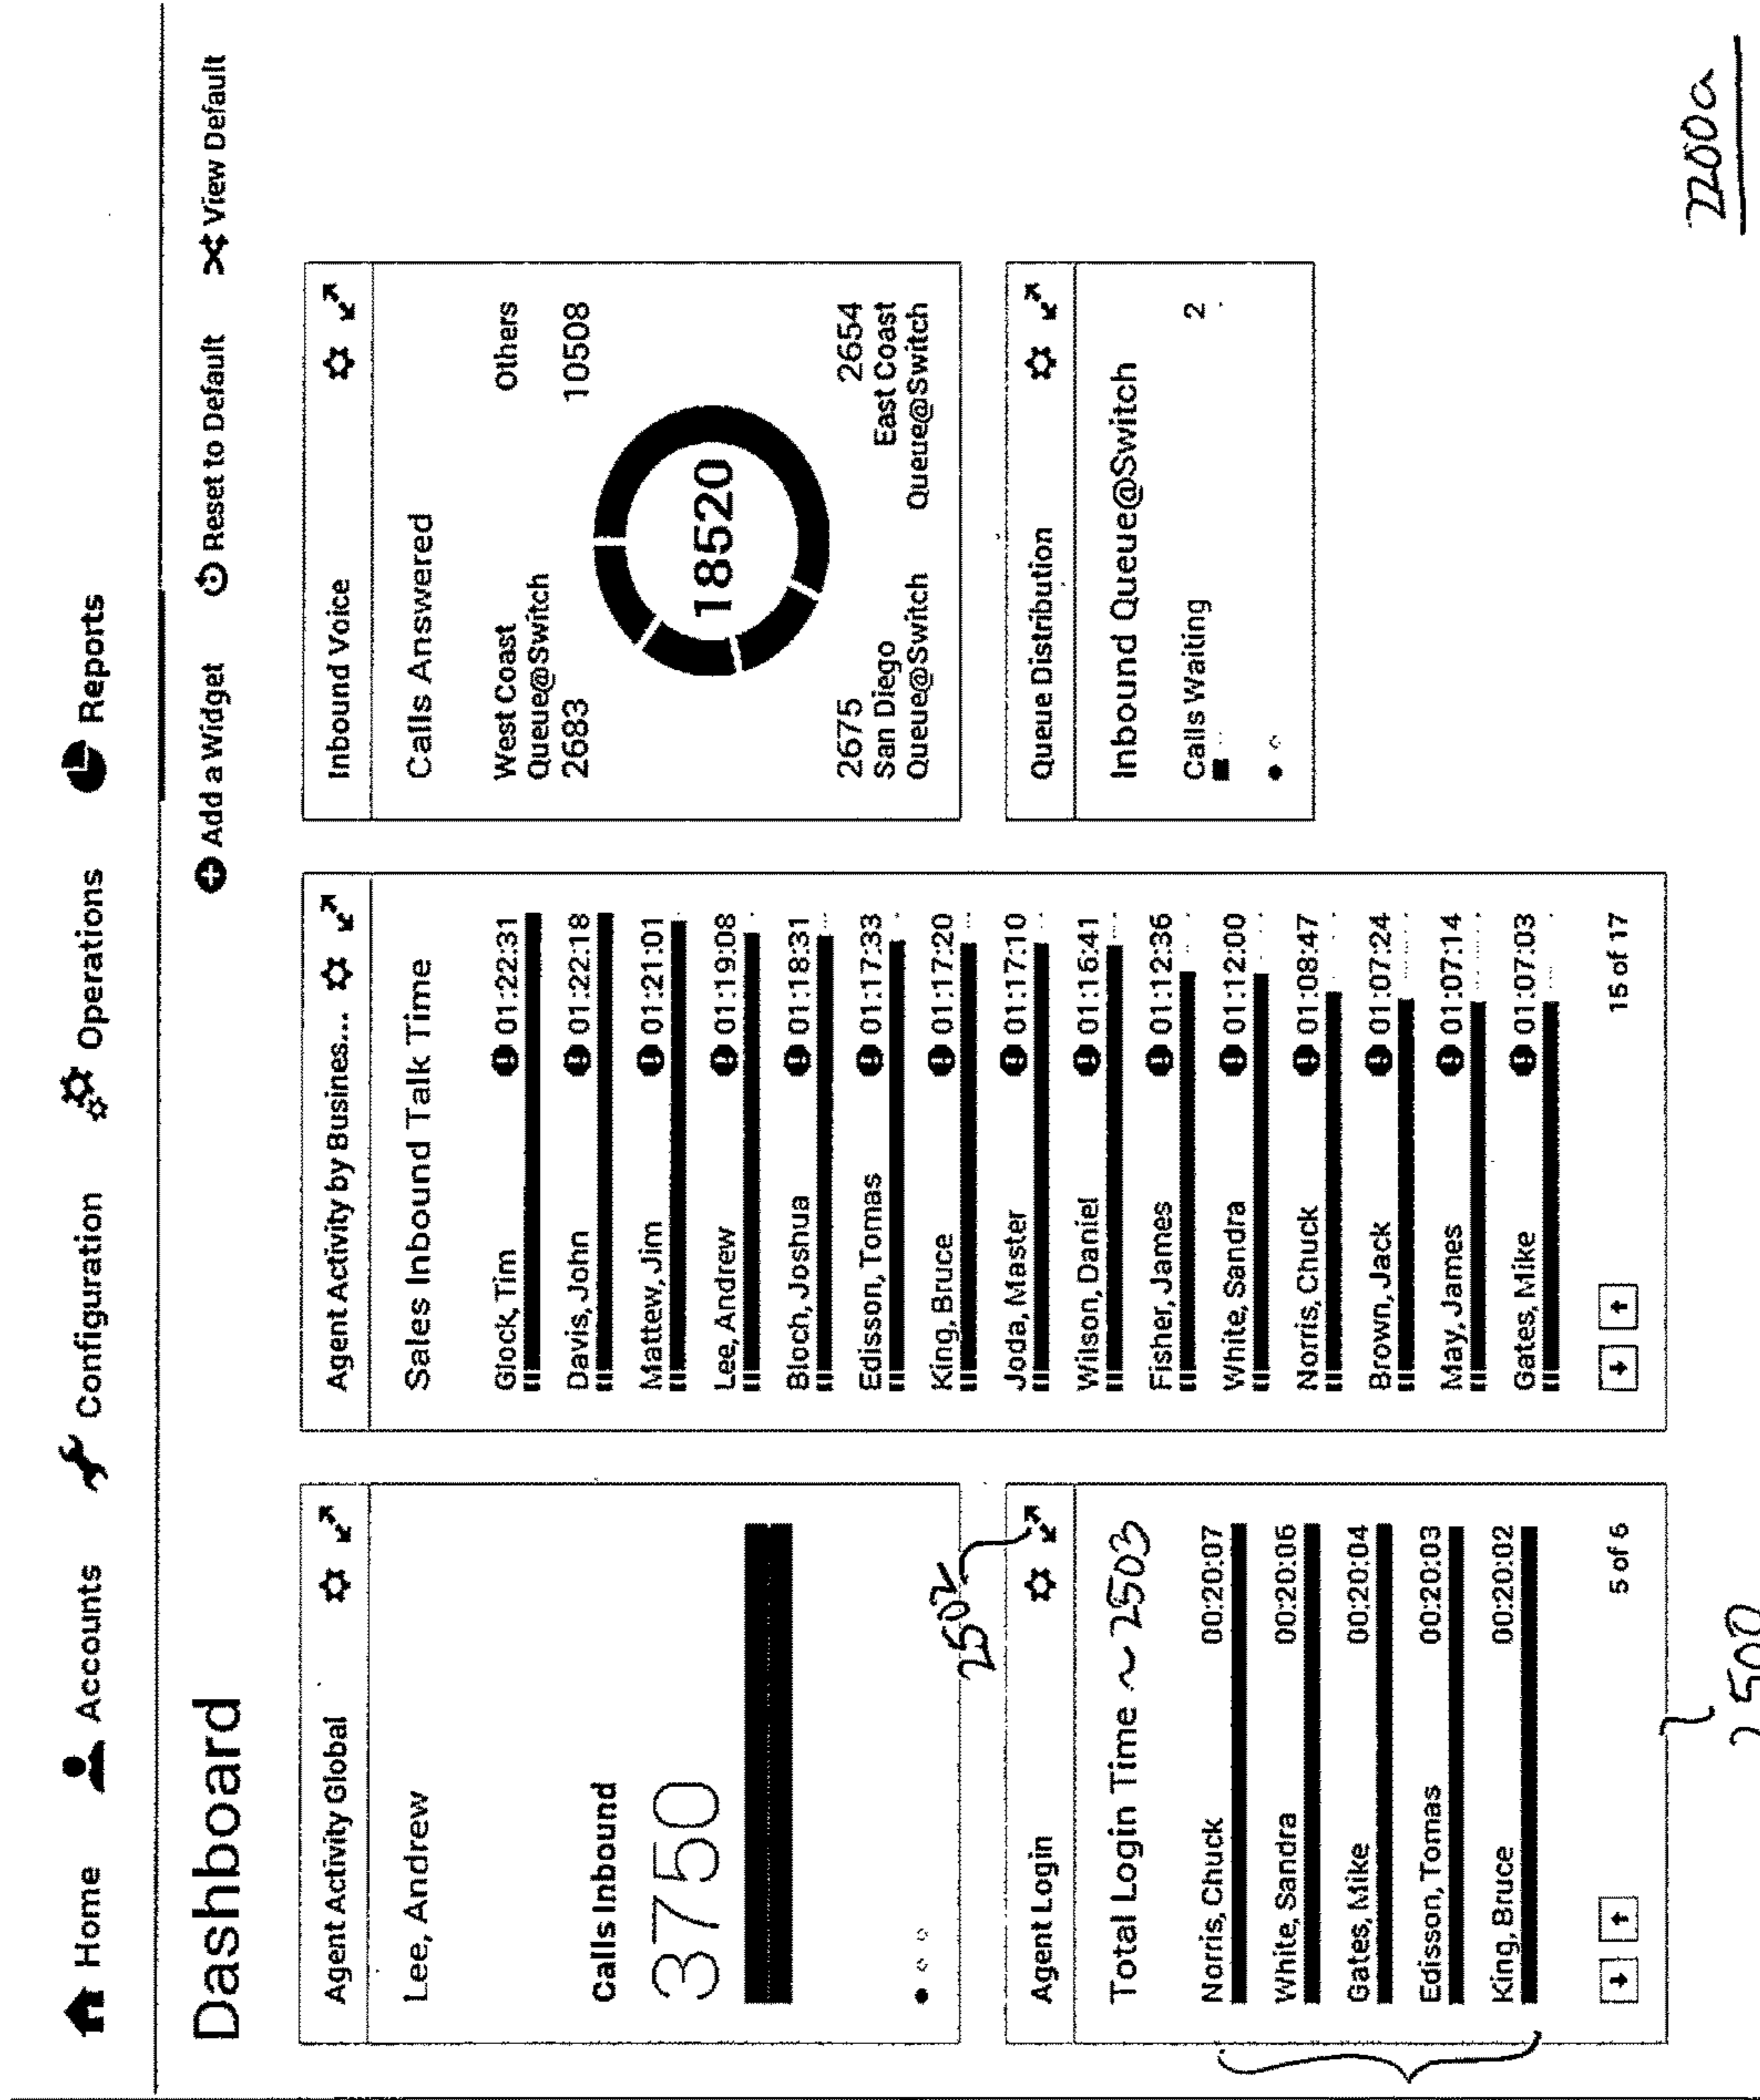 Home Accounts Configuration Operations Reports
Dashboard
Add a Widget Reset to Default View Default
Agent Activity Global
Lee, Andrew
Calls Inbound
3750
2502
Agent Login
Total Login Time ~ 2503
Norris, Chuck 00:20:07
White, Sandra 00:20:06
Gates, Mike 00:20:04
Edisson, Tomas 00:20:03
King, Bruce 00:20:02
5 of 6
2500
Agent Activity by Busines...
Sales Inbound Talk Time
Glock, Tim 01:22:31
Davis, John 01:22:18
Mattew, Jim 01:21:01
Lee, Andrew 01:19:08
Bloch, Joshua 01:18:31
Edisson, Tomas 01:17:33
King, Bruce 01:17:20
Joda, Master 01:17:10
Wilson, Daniel 01:16:41
Fisher, James 01:12:36
White, Sandra 01:12:00
Norris, Chuck 01:08:47
Brown, Jack 01:07:24
May, James 01:07:14
Gates, Mike 01:07:03
15 of 17
Inbound Voice
Calls Answered
West Coast Others
Queue@Switch
2683 10508
18520
2675 2654
San Diego East Coast
Queue@Switch Queue@Switch
Queue Distribution
Inbound Queue@Switch
Calls Waiting 2
2200a